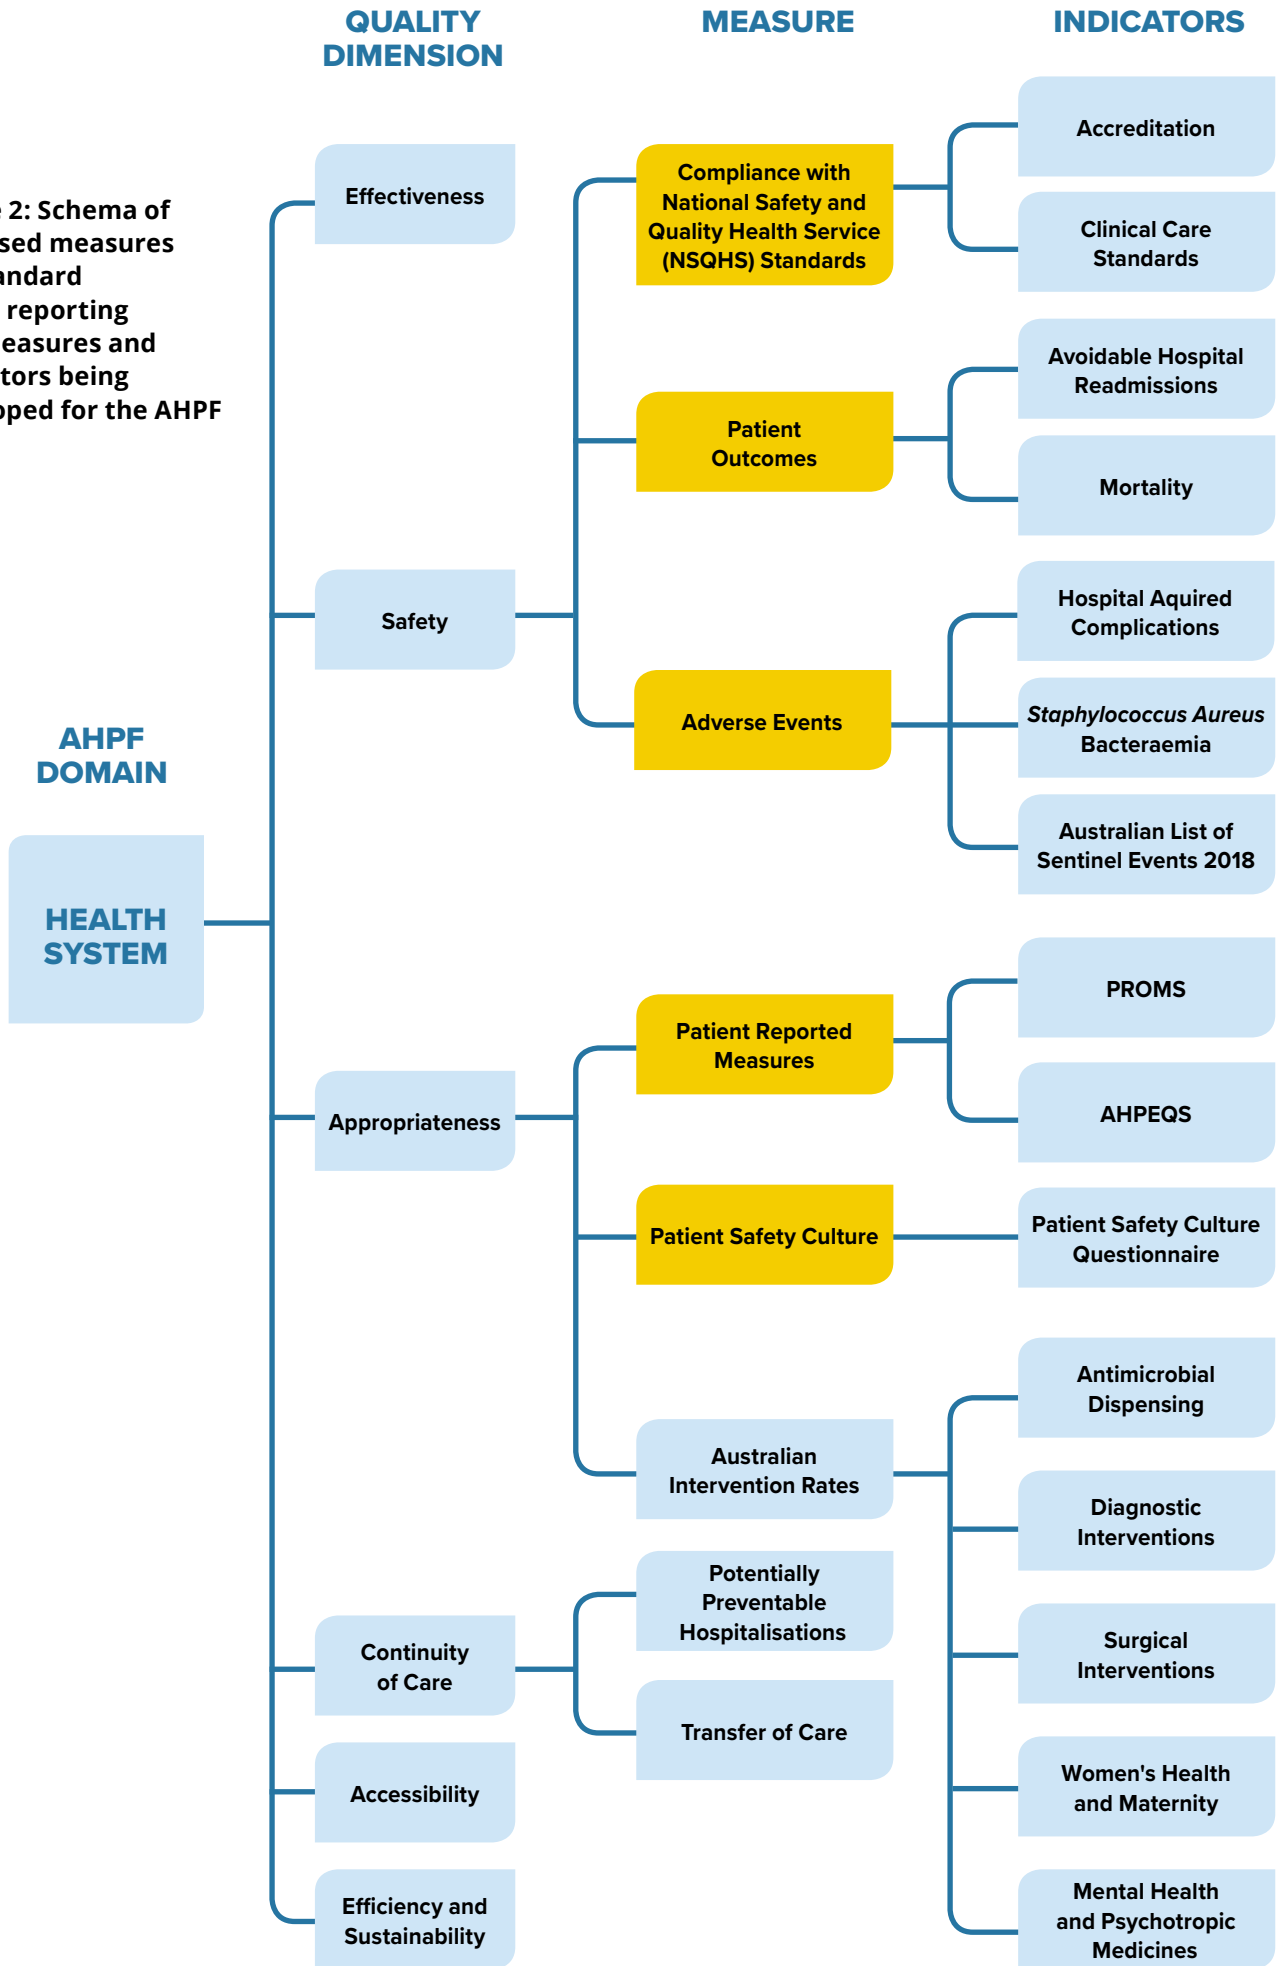 QUALITY
DIMENSION
MEASURE
INDICATORS
2: Schema of
measures
reporting
and
being
for the AHPF
AHPF
DOMAIN
HEALTH
SYSTEM
Effectiveness
Safety
Appropriateness
Continuity
of Care
Accessibility
Efficiency and
Sustainability
Compliance with
National Safety and
Quality Health Service
(NSQHS) Standards
Patient
Outcomes
Adverse Events
Patient Reported
Measures
Patient Safety Culture
Australian
Intervention Rates
Potentially
Preventable
Hospitalisations
Transfer of Care
Accreditation
Clinical Care
Standards
Avoidable Hospital
Readmissions
Mortality
Hospital Aquired
Complications
Staphylococcus Aureus
Bacteraemia
Australian List of
Sentinel Events 2018
PROMS
AHPEQS
Patient Safety Culture
Questionnaire
Antimicrobial
Dispensing
Diagnostic
Interventions
Surgical
Interventions
Women's Health
and Maternity
Mental Health
and Psychotropic
Medicines